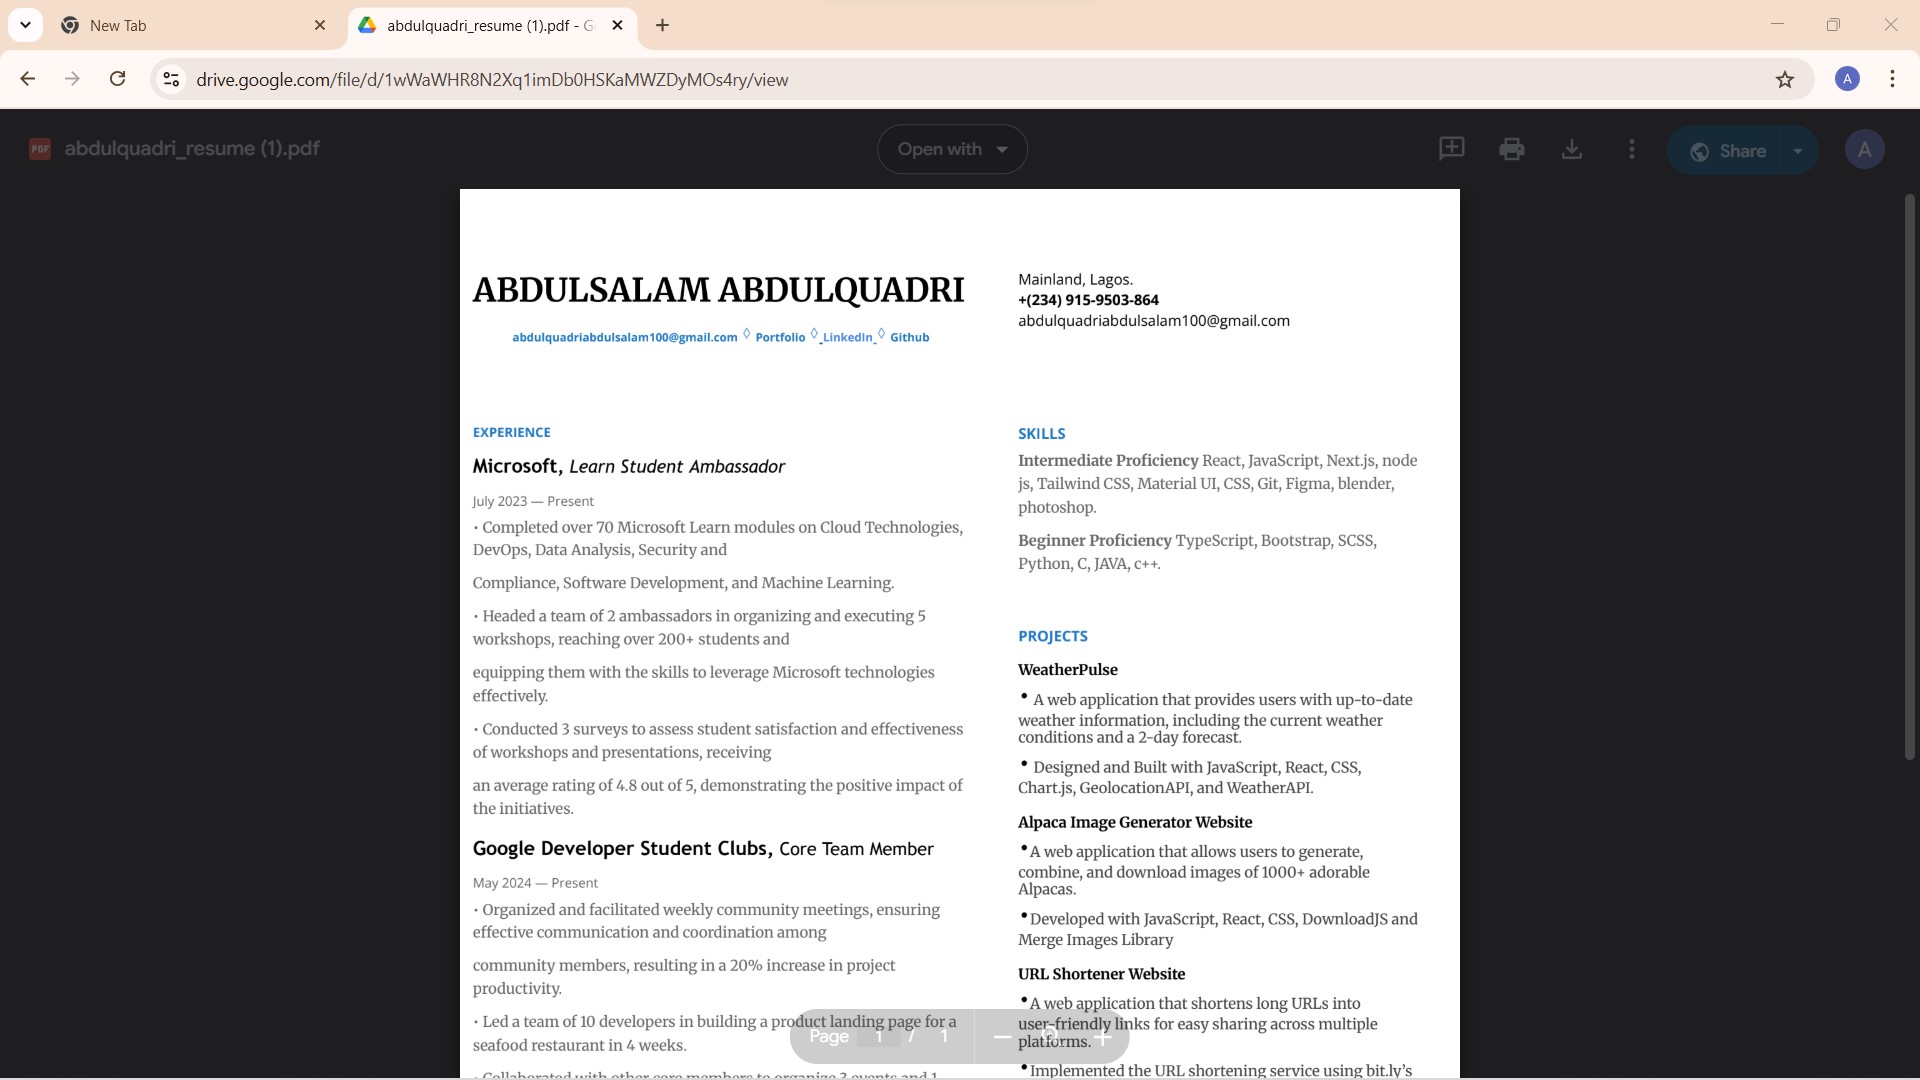 New Tab
abdulquadri_resume (1).pdf - G
drive.google.com/file/d/1wWaWHR8N2Xq1imDb0HSKaMWZDyMOs4ry/view
A
PDF
abdulquadri_resume (1).pdf
Open with
Share
A
ABDULSALAM ABDULQUADRI
abdulquadriabdulsalam100@gmail.com ◊ Portfolio ◊ LinkedIn ◊ Github
Mainland, Lagos.
+(234) 915-9503-864
abdulquadriabdulsalam100@gmail.com
EXPERIENCE
Microsoft, Learn Student Ambassador
July 2023 — Present
• Completed over 70 Microsoft Learn modules on Cloud Technologies,
DevOps, Data Analysis, Security and
Compliance, Software Development, and Machine Learning.
• Headed a team of 2 ambassadors in organizing and executing 5
workshops, reaching over 200+ students and
equipping them with the skills to leverage Microsoft technologies
effectively.
• Conducted 3 surveys to assess student satisfaction and effectiveness
of workshops and presentations, receiving
an average rating of 4.8 out of 5, demonstrating the positive impact of
the initiatives.
Google Developer Student Clubs, Core Team Member
May 2024 — Present
• Organized and facilitated weekly community meetings, ensuring
effective communication and coordination among
community members, resulting in a 20% increase in project
productivity.
• Led a team of 10 developers in building a product landing page for a
seafood restaurant in 4 weeks.
• Collaborated with other core members to organize 3 events and 1
SKILLS
Intermediate Proficiency React, JavaScript, Next.js, node
js, Tailwind CSS, Material UI, CSS, Git, Figma, blender,
photoshop.
Beginner Proficiency TypeScript, Bootstrap, SCSS,
Python, C, JAVA, c++.
PROJECTS
WeatherPulse
• A web application that provides users with up-to-date
weather information, including the current weather
conditions and a 2-day forecast.
• Designed and Built with JavaScript, React, CSS,
Chart.js, GeolocationAPI, and WeatherAPI.
Alpaca Image Generator Website
• A web application that allows users to generate,
combine, and download images of 1000+ adorable
Alpacas.
• Developed with JavaScript, React, CSS, DownloadJS and
Merge Images Library
URL Shortener Website
• A web application that shortens long URLs into
user-friendly links for easy sharing across multiple
platforms.
• Implemented the URL shortening service using bit.ly’s
Page 1 / 1